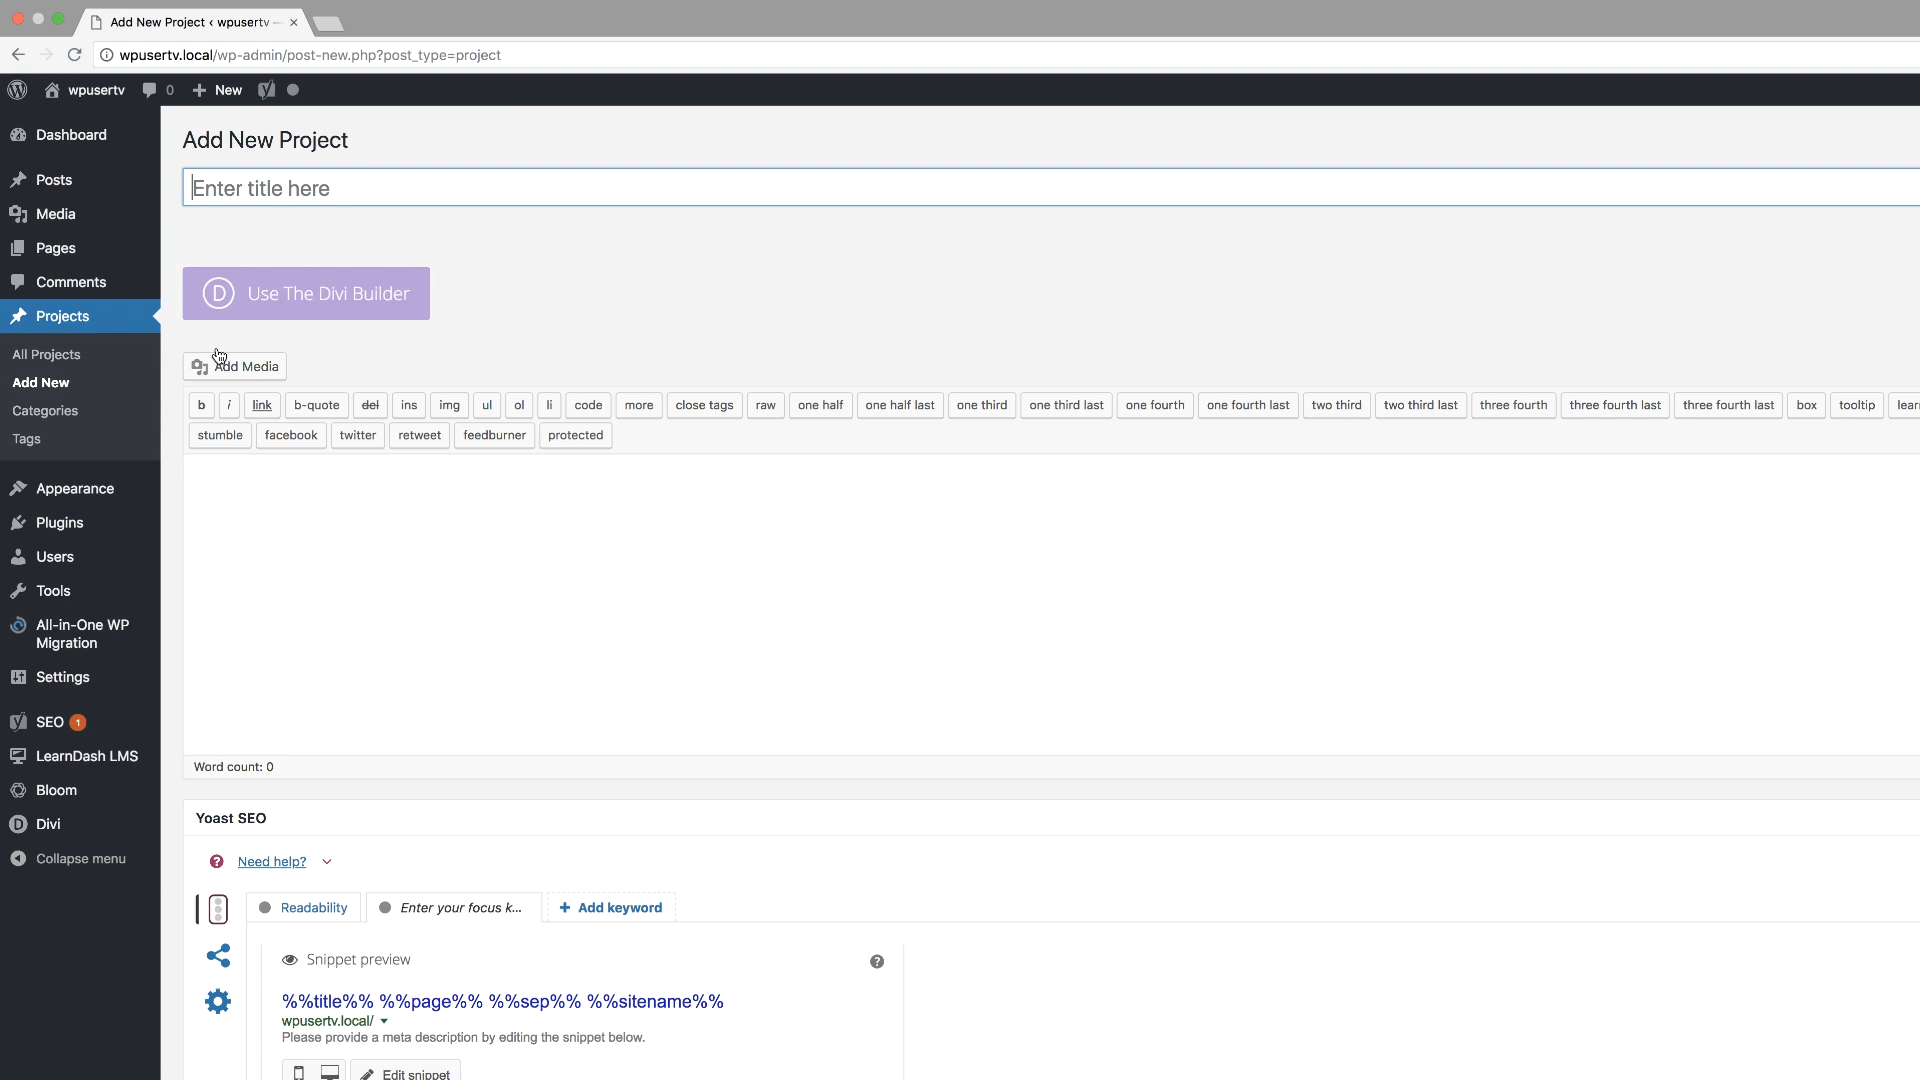 Add New Project ‹ wpusertv —
wpusertv.local/wp-admin/post-new.php?post_type=project
wpusertv 0 + New
Dashboard
Posts
Media
Pages
Comments
Projects
All Projects
Add New
Categories
Tags
Appearance
Plugins
Users
Tools
All-in-One WP
Migration
Settings
SEO 1
LearnDash LMS
Bloom
Divi
Collapse menu
Add New Project
Enter title here
D Use The Divi Builder
Add Media
b i link b-quote del ins img ul ol li code more close tags raw one half one half last one third one third last one fourth one fourth last two third two third last three fourth three fourth last three fourth last box tooltip lear
stumble facebook twitter retweet feedburner protected
Word count: 0
Yoast SEO
Need help?
Readability Enter your focus k... + Add keyword
Snippet preview
%%title%% %%page%% %%sep%% %%sitename%%
wpusertv.local/
Please provide a meta description by editing the snippet below.
Edit snippet